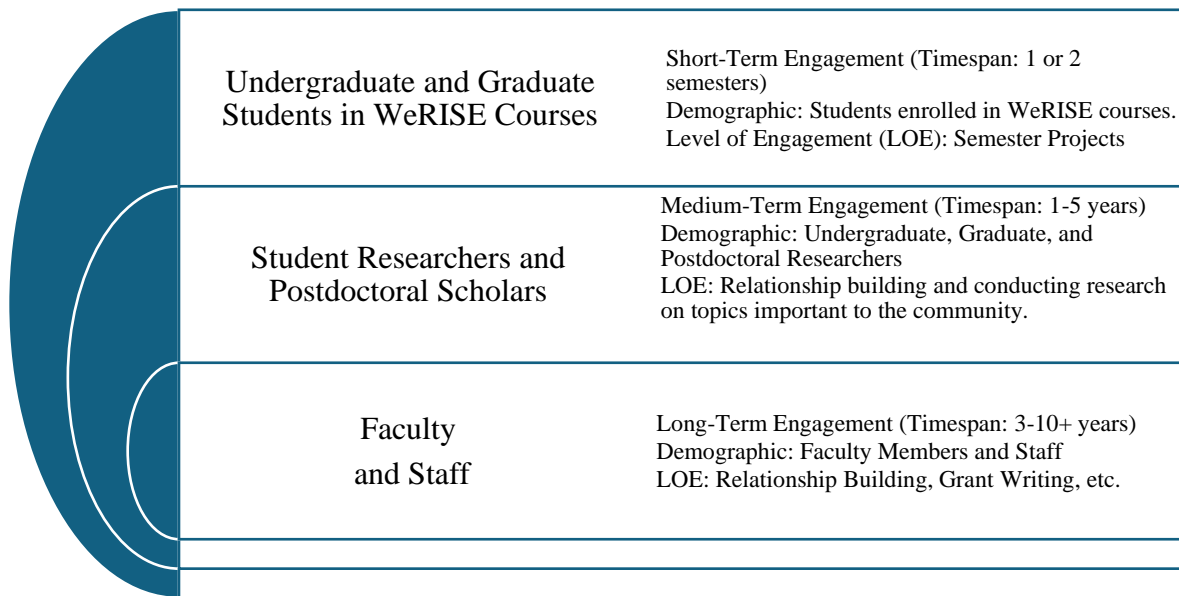 Undergraduate and Graduate
Students in WeRISE Courses
Short-Term Engagement (Timespan: 1 or 2
semesters)
Demographic: Students enrolled in WeRISE courses.
Level of Engagement (LOE): Semester Projects
Student Researchers and
Postdoctoral Scholars
Medium-Term Engagement (Timespan: 1-5 years)
Demographic: Undergraduate, Graduate, and
Postdoctoral Researchers
LOE: Relationship building and conducting research
on topics important to the community.
Faculty
and Staff
Long-Term Engagement (Timespan: 3-10+ years)
Demographic: Faculty Members and Staff
LOE: Relationship Building, Grant Writing, etc.